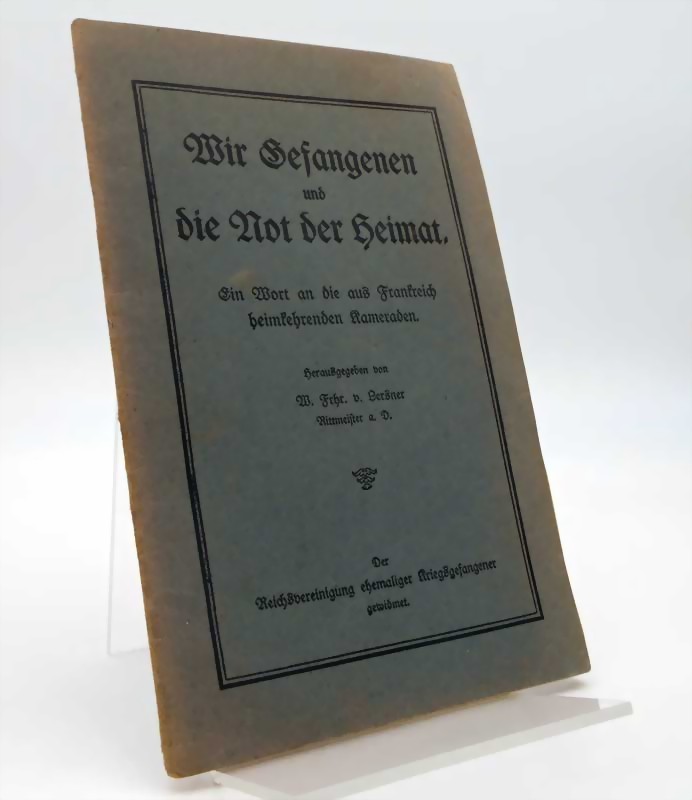 Wir Gefangenen
und
die Not der Heimat.
Ein Wort an die aus Frankreich
heimkehrenden Kameraden.
Herausgegeben von
W. Frhr. v. Lersner
Rittmeister a. D.
Der
Reichsvereinigung ehemaliger Kriegsgefangener
gewidmet.